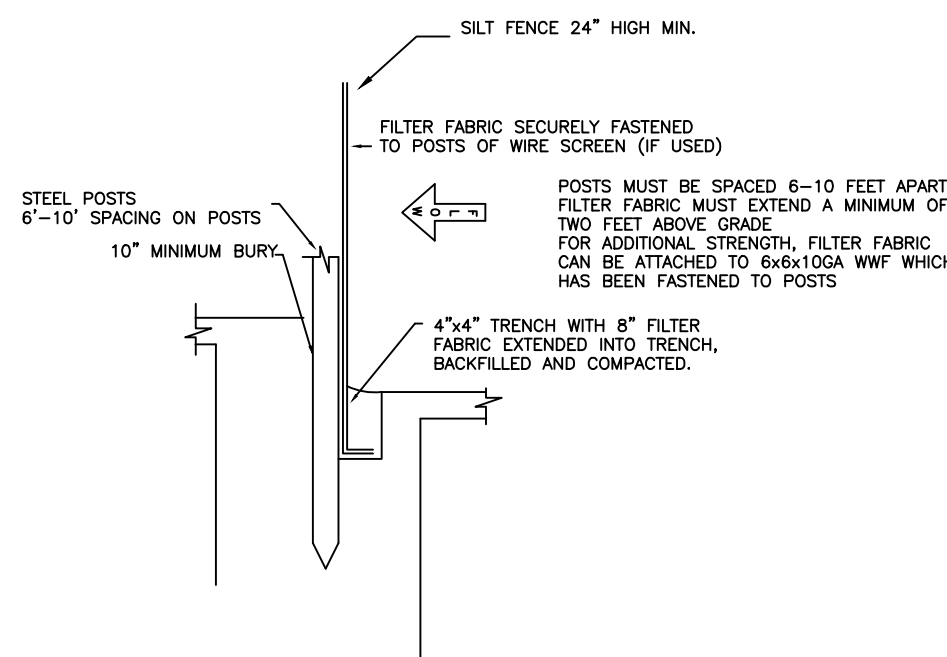 SILT FENCE 24" HIGH MIN.
FILTER FABRIC SECURELY FASTENED
TO POSTS OF WIRE SCREEN (IF USED)
STEEL POSTS
6'-10' SPACING ON POSTS
10" MINIMUM BURY
FLOW
POSTS MUST BE SPACED 6-10 FEET APART
FILTER FABRIC MUST EXTEND A MINIMUM OF
TWO FEET ABOVE GRADE
FOR ADDITIONAL STRENGTH, FILTER FABRIC
CAN BE ATTACHED TO 6x6x10GA WWF WHICH
HAS BEEN FASTENED TO POSTS
4"x4" TRENCH WITH 8" FILTER
FABRIC EXTENDED INTO TRENCH,
BACKFILLED AND COMPACTED.